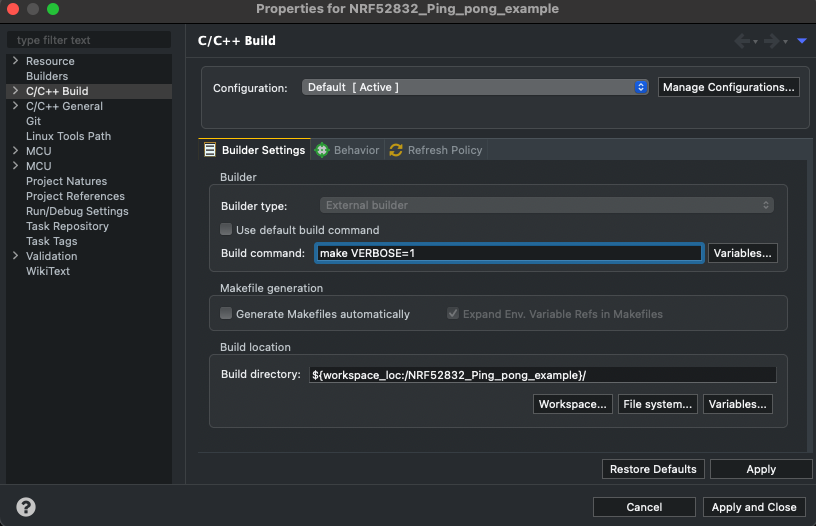 Properties for NRF52832_Ping_pong_example
type filter text
Resource
Builders
C/C++ Build
C/C++ General
Git
Linux Tools Path
MCU
MCU
Project Natures
Project References
Run/Debug Settings
Task Repository
Task Tags
Validation
WikiText
C/C++ Build
Configuration: Default [ Active ] Manage Configurations...
Builder Settings Behavior Refresh Policy
Builder
Builder type: External builder
Use default build command
Build command: make VERBOSE=1 Variables...
Makefile generation
Generate Makefiles automatically Expand Env. Variable Refs in Makefiles
Build location
Build directory: ${workspace_loc:/NRF52832_Ping_pong_example}/
Workspace... File system... Variables...
Restore Defaults Apply
? Cancel Apply and Close